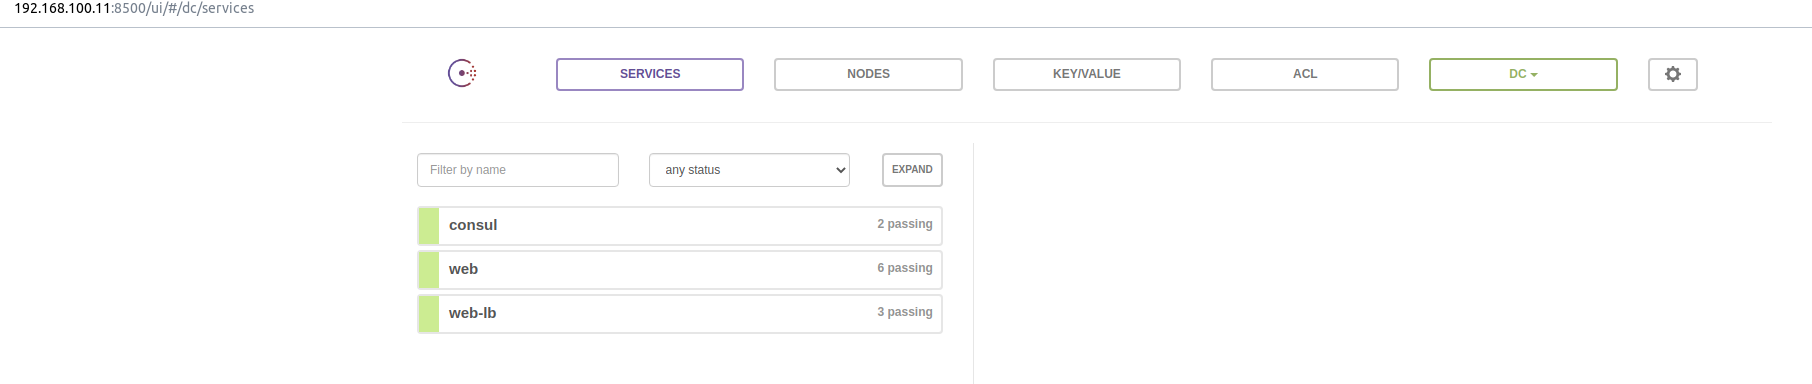 192.168.100.11:8500/ui/#/dc/services
SERVICES NODES KEY/VALUE ACL DC
Filter by name any status EXPAND
consul 2 passing
web 6 passing
web-lb 3 passing